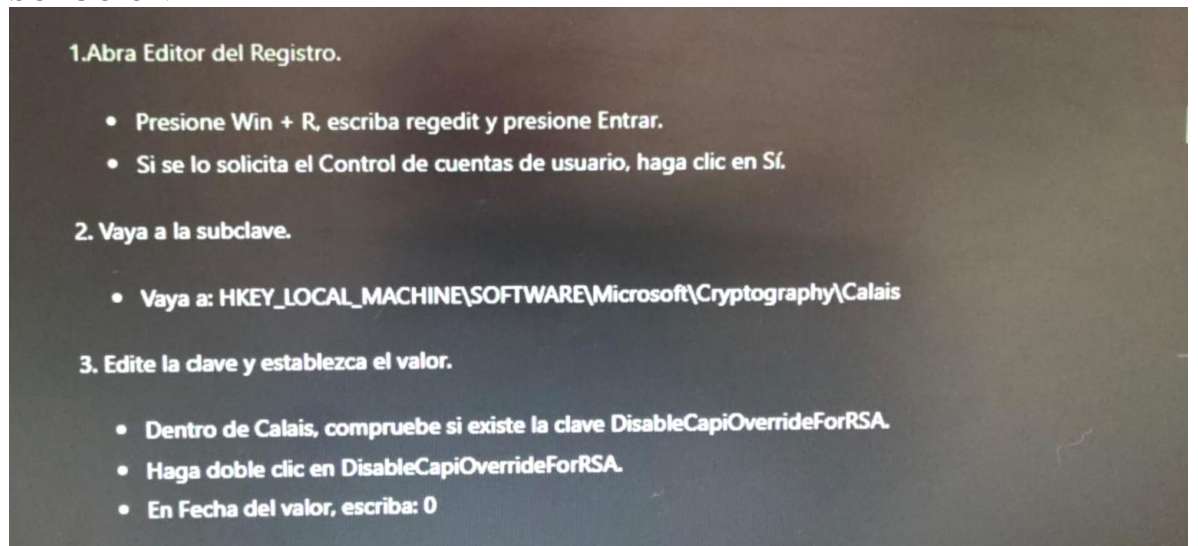 1.Abra Editor del Registro.
• Presione Win + R, escriba regedit y presione Entrar.
• Si se lo solicita el Control de cuentas de usuario, haga clic en Sí.
2. Vaya a la subclave.
• Vaya a: HKEY_LOCAL_MACHINE\SOFTWARE\Microsoft\Cryptography\Calais
3. Edite la clave y establezca el valor.
• Dentro de Calais, compruebe si existe la clave DisableCapiOverrideForRSA.
• Haga doble clic en DisableCapiOverrideForRSA.
• En Fecha del valor, escriba: 0